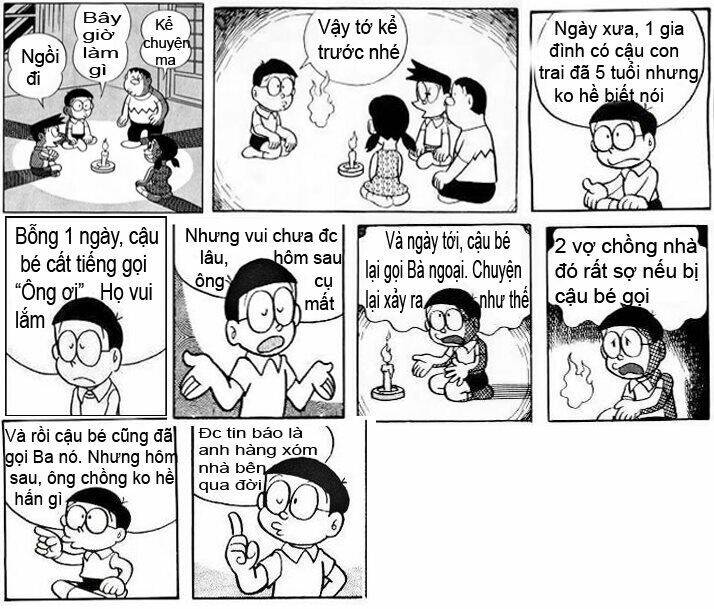 Ngồi
đi
Bây
giờ
làm
gì
Kể
chuyện
ma
Vậy tớ kể
trước nhé
Ngày xưa, 1 gia
đình có cậu con
trai đã 5 tuổi nhưng
ko hề biết nói
Bỗng 1 ngày, cậu
bé cất tiếng gọi
“Ông ơi” Họ vui
lắm
Nhưng vui chưa đc
lâu, hôm sau
ông cụ
mất
Và ngày tới, cậu bé
lại gọi Bà ngoại. Chuyện
lại xảy ra như thế
2 vợ chồng nhà
đó rất sợ nếu bị
cậu bé gọi
Và rồi cậu bé cũng đã
gọi Ba nó. Nhưng hôm
sau, ông chồng ko hề
hấn gì
Đc tin báo là
anh hàng xóm
nhà bên
qua đời